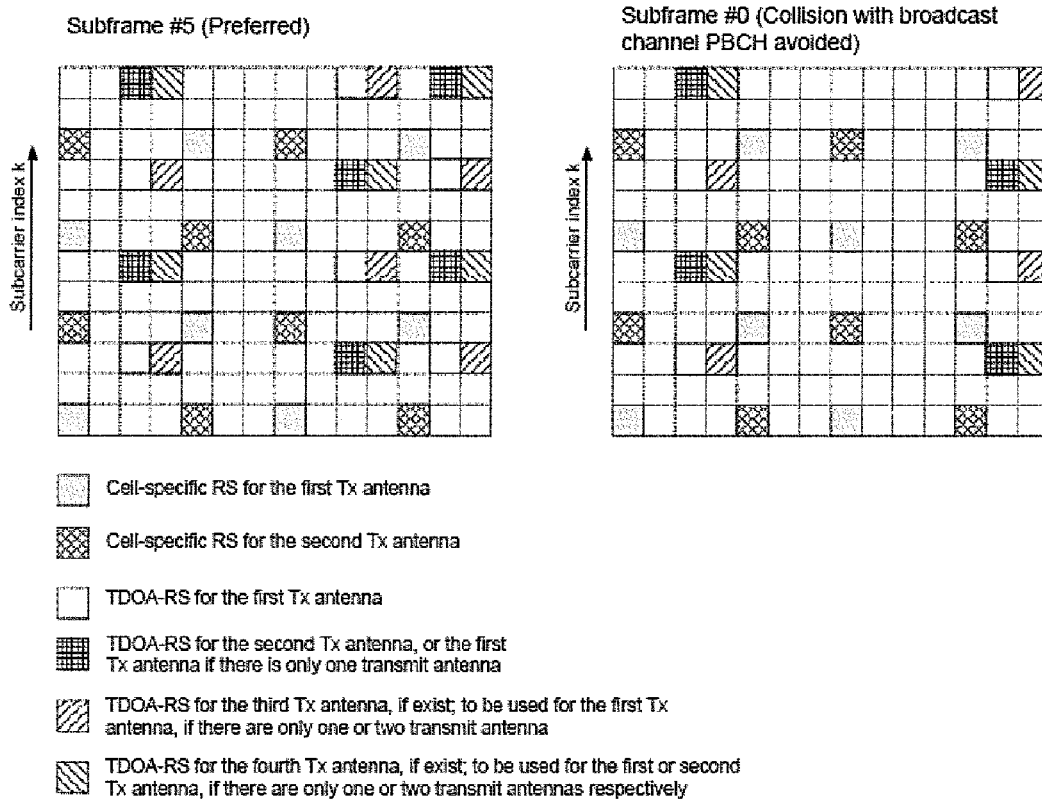 Subframe #5 (Preferred)
Subframe #0 (Collision with broadcast
channel PBCH avoided)
Subcarrier index k
Subcarrier index k
Cell-specific RS for the first Tx antenna
Cell-specific RS for the second Tx antenna
TDOA-RS for the first Tx antenna
TDOA-RS for the second Tx antenna, or the first
Tx antenna if there is only one transmit antenna
TDOA-RS for the third Tx antenna, if exist; to be used for the first Tx
antenna, if there are only one or two transmit antenna
TDOA-RS for the fourth Tx antenna, if exist; to be used for the first or second
Tx antenna, if there are only one or two transmit antennas respectively